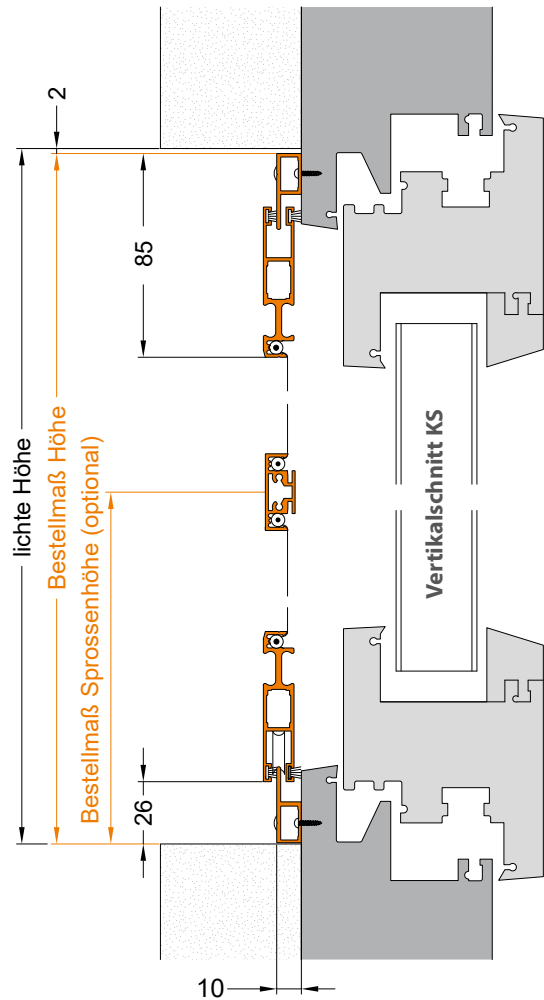 2
85
lichte Höhe
Bestellmaß Höhe
Bestellmaß Sprossenhöhe (optional)
Vertikalschnitt KS
26
10